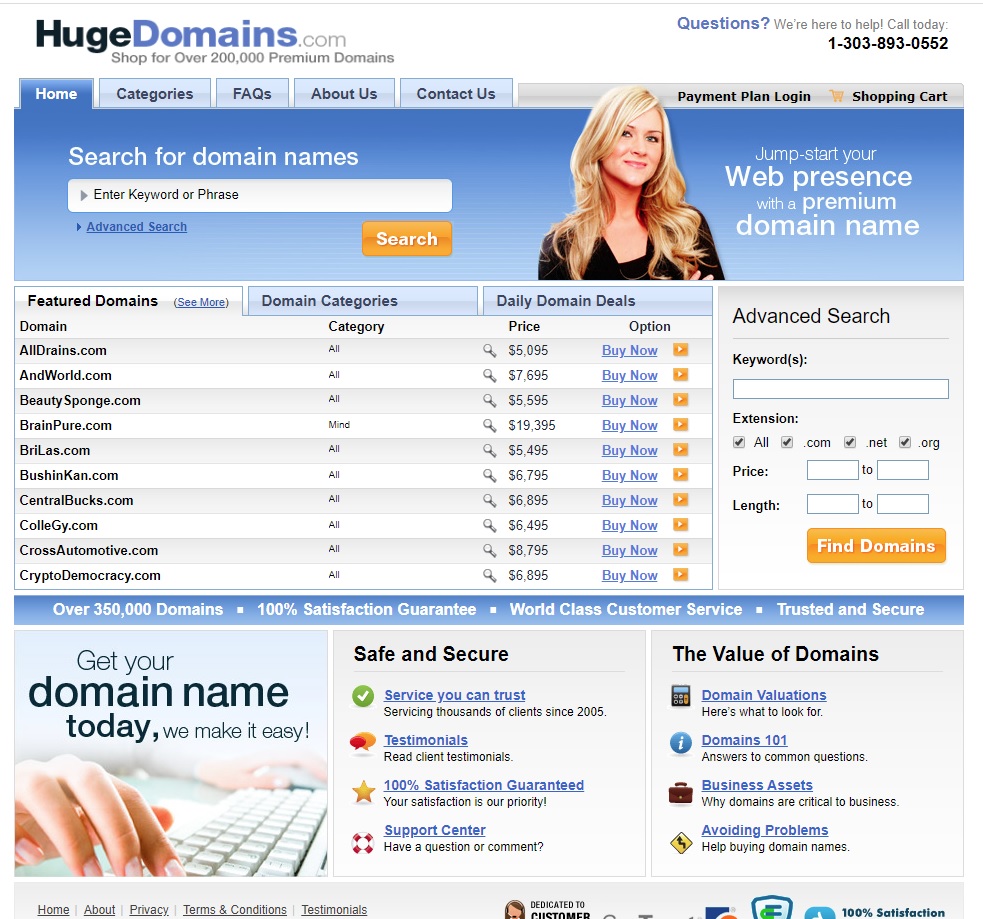 HugeDomains.com
Shop for Over 200,000 Premium Domains
Questions? We're here to help! Call today:
1-303-893-0552
Home Categories FAQs About Us Contact Us
Payment Plan Login Shopping Cart
Search for domain names
Enter Keyword or Phrase
Advanced Search
Search
Jump-start your
Web presence
with a premium
domain name
Featured Domains (See More) Domain Categories Daily Domain Deals
Domain Category Price Option
AllDrains.com All $5,095 Buy Now
AndWorld.com All $7,695 Buy Now
BeautySponge.com All $5,595 Buy Now
BrainPure.com Mind $19,395 Buy Now
BriLas.com All $5,495 Buy Now
BushinKan.com All $6,795 Buy Now
CentralBucks.com All $6,895 Buy Now
ColleGy.com All $6,495 Buy Now
CrossAutomotive.com All $8,795 Buy Now
CryptoDemocracy.com All $6,895 Buy Now
Advanced Search
Keyword(s):
Extension:
All .com .net .org
Price: to
Length: to
Find Domains
Over 350,000 Domains ▪ 100% Satisfaction Guarantee ▪ World Class Customer Service ▪ Trusted and Secure
Get your
domain name
today, we make it easy!
Safe and Secure
Service you can trust
Servicing thousands of clients since 2005.
Testimonials
Read client testimonials.
100% Satisfaction Guaranteed
Your satisfaction is our priority!
Support Center
Have a question or comment?
The Value of Domains
Domain Valuations
Here's what to look for.
Domains 101
Answers to common questions.
Business Assets
Why domains are critical to business.
Avoiding Problems
Help buying domain names.
Home | About | Privacy | Terms & Conditions | Testimonials
DEDICATED TO
CUSTOMER
100% Satisfaction